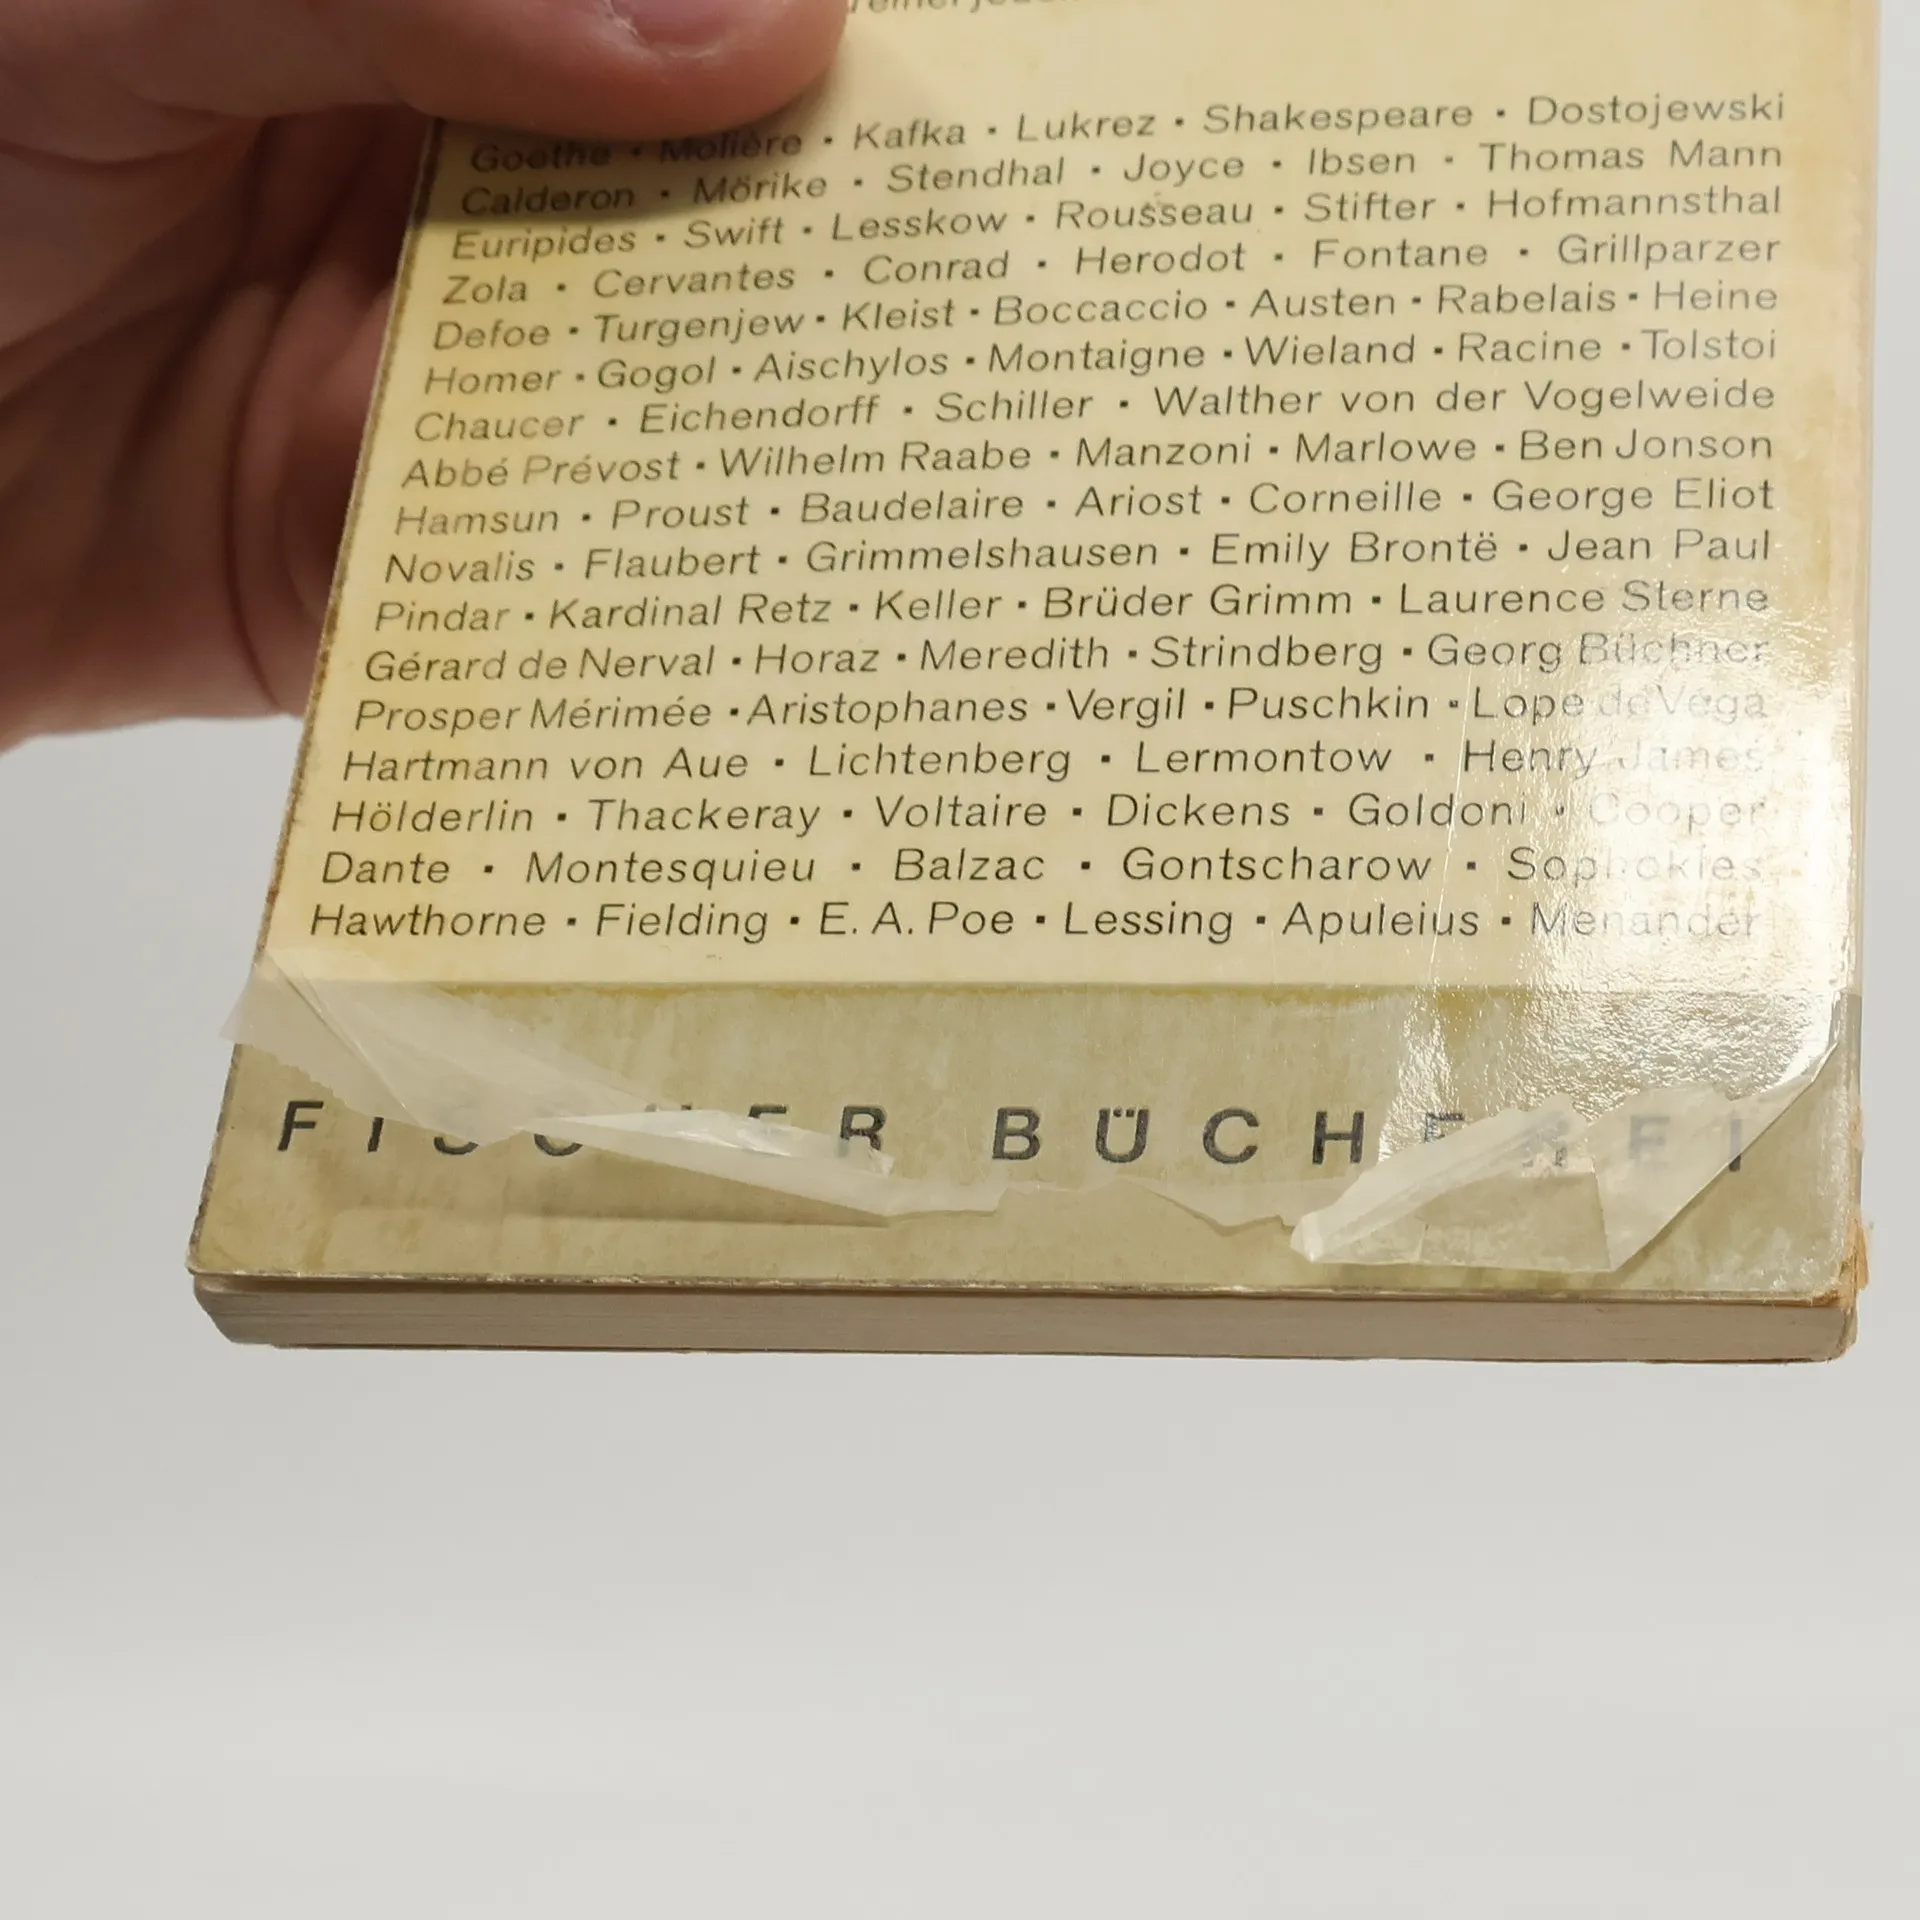 Goethe · Molière · Kafka · Lukrez · Shakespeare · Dostojewski
Calderon · Mörike · Stendhal · Joyce · Ibsen · Thomas Mann
Euripides · Swift · Lesskow · Rousseau · Stifter · Hofmannsthal
Zola · Cervantes · Conrad · Herodot · Fontane · Grillparzer
Defoe · Turgenjew · Kleist · Boccaccio · Austen · Rabelais · Heine
Homer · Gogol · Aischylos · Montaigne · Wieland · Racine · Tolstoi
Chaucer · Eichendorff · Schiller · Walther von der Vogelweide
Abbé Prévost · Wilhelm Raabe · Manzoni · Marlowe · Ben Jonson
Hamsun · Proust · Baudelaire · Ariost · Corneille · George Eliot
Novalis · Flaubert · Grimmelshausen · Emily Brontë · Jean Paul
Pindar · Kardinal Retz · Keller · Brüder Grimm · Laurence Sterne
Gérard de Nerval · Horaz · Meredith · Strindberg · Georg Büchner
Prosper Mérimée · Aristophanes · Vergil · Puschkin · Lope de Vega
Hartmann von Aue · Lichtenberg · Lermontow · Henry James
Hölderlin · Thackeray · Voltaire · Dickens · Goldoni · Cooper
Dante · Montesquieu · Balzac · Gontscharow · Sophokles
Hawthorne · Fielding · E. A. Poe · Lessing · Apuleius · Menander
FISCHER BÜCHEREI